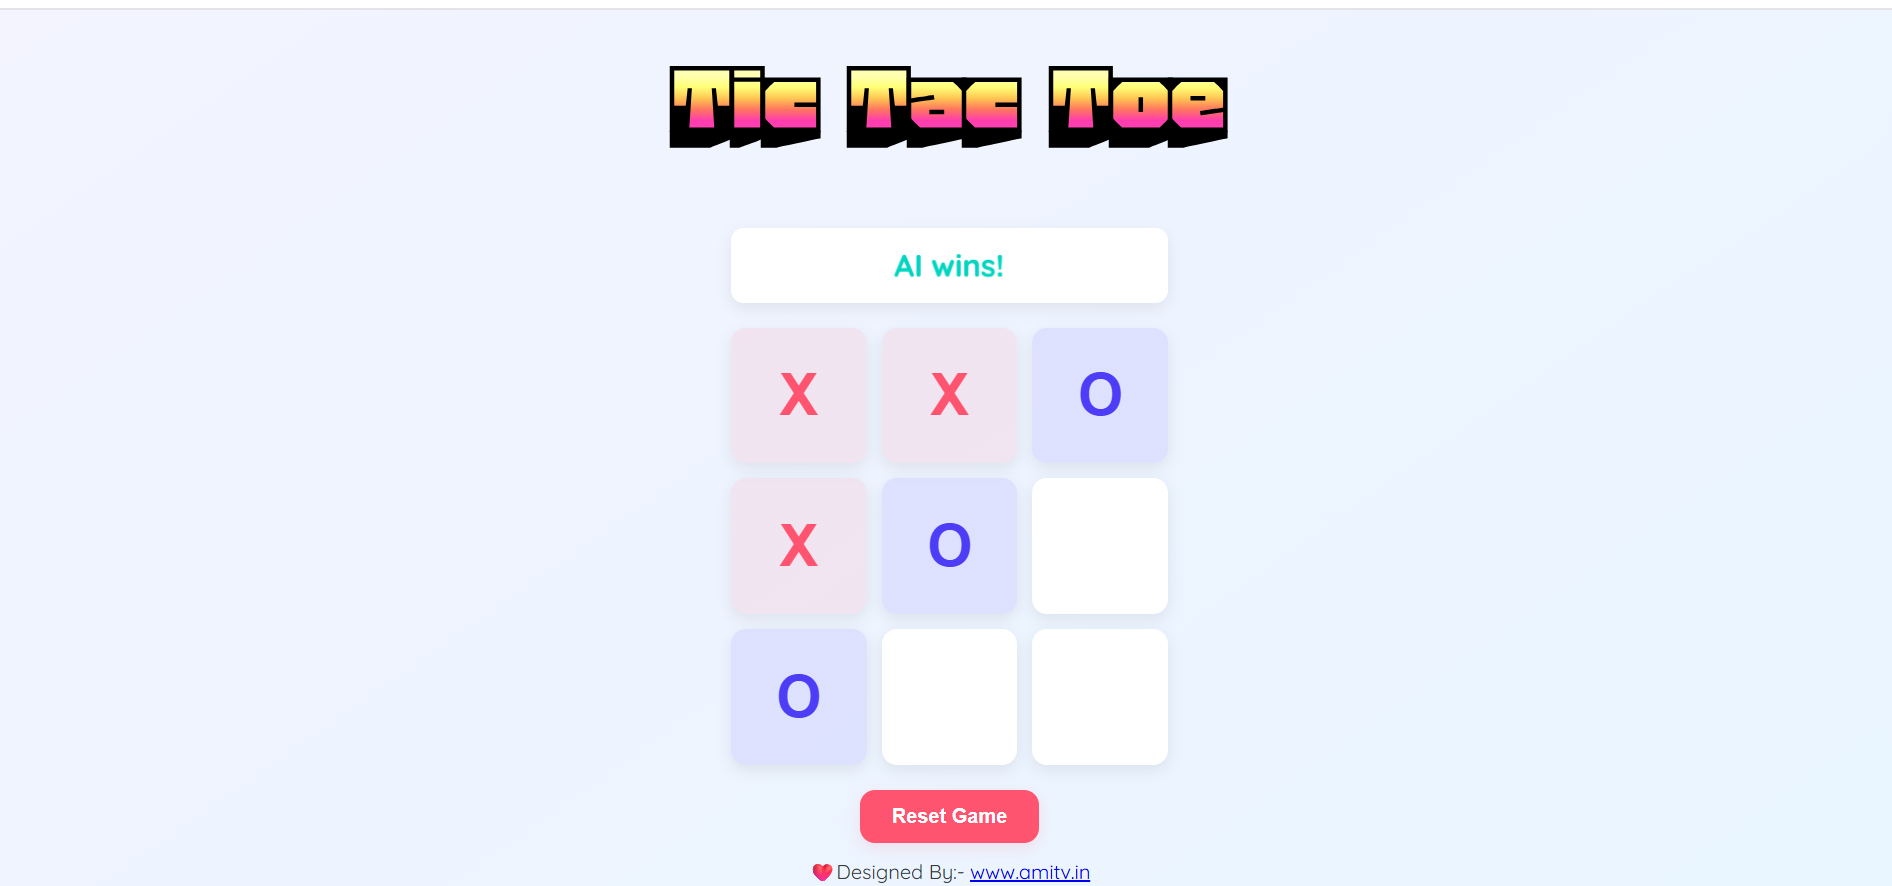 Tic Tac Toe
AI wins!
X X O
X O
O
Reset Game
❤️ Designed By:- www.amitv.in